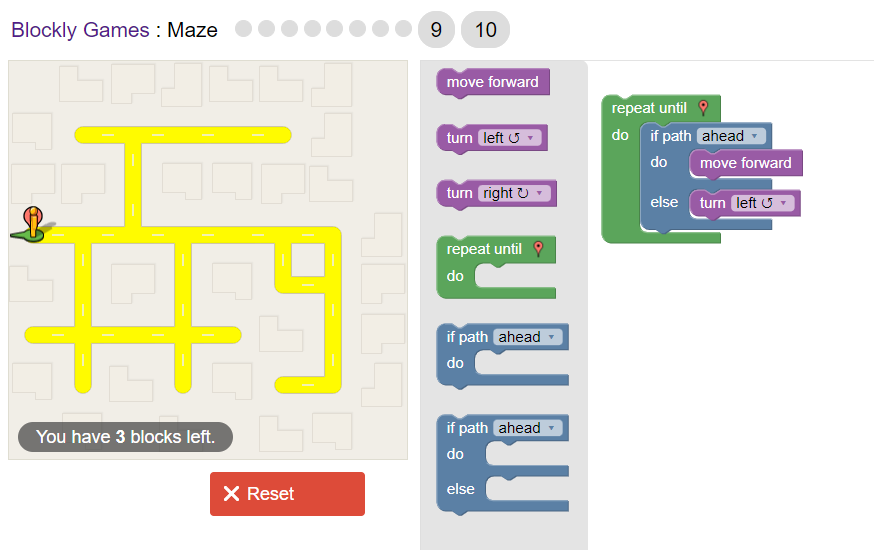 Blockly Games : Maze
9
10
You have 3 blocks left.
Reset
move forward
turn left
turn right
repeat until
do
if path ahead
do
if path ahead
do
else
repeat until
do
if path ahead
do
move forward
else
turn left